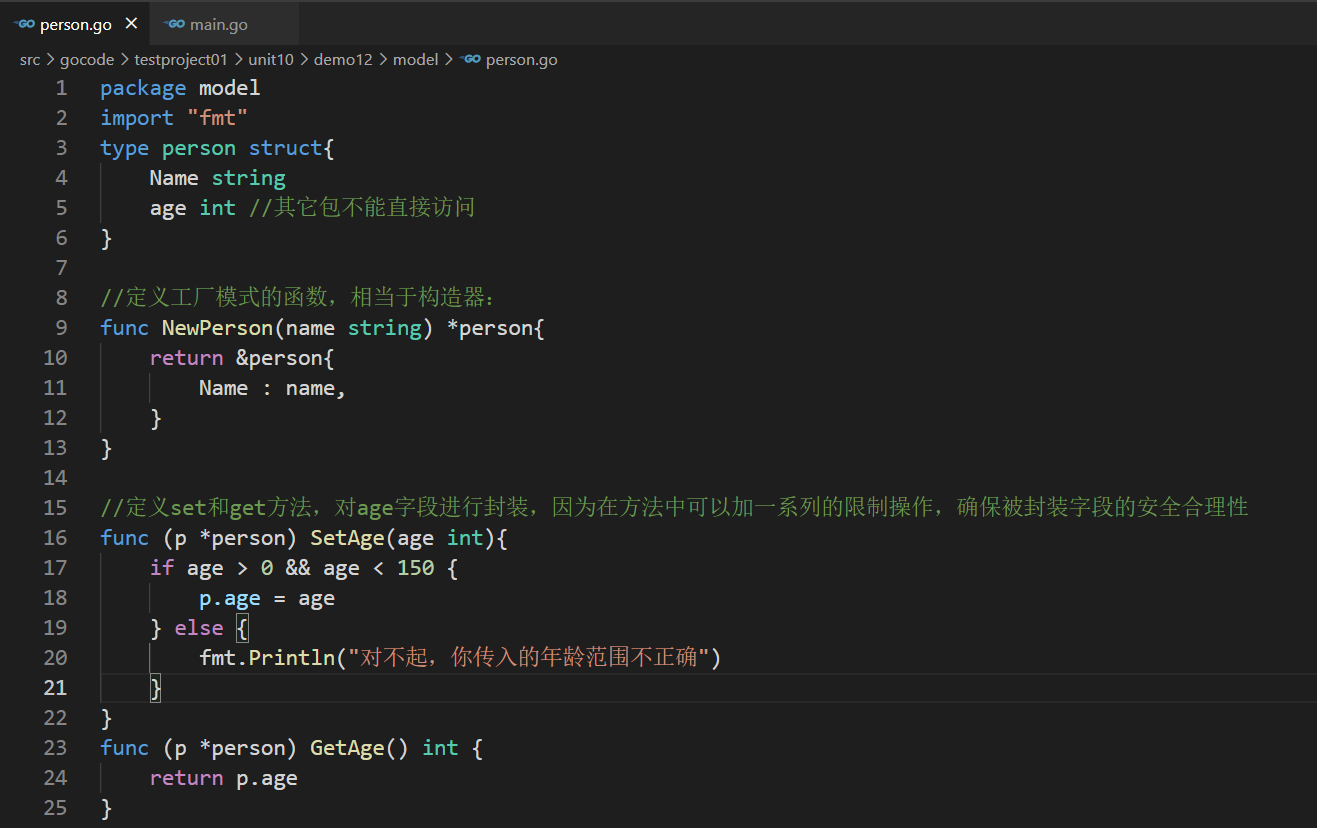 GO person.go × GO main.go
src > gocode > testproject01 > unit10 > demo12 > model > GO person.go
1 package model
2 import "fmt"
3 type person struct{
4     Name string
5     age int //其它包不能直接访问
6 }
7
8 //定义工厂模式的函数，相当于构造器：
9 func NewPerson(name string) *person{
10     return &person{
11         Name : name,
12     }
13 }
14
15 //定义set和get方法，对age字段进行封装，因为在方法中可以加一系列的限制操作，确保被封装字段的安全合理性
16 func (p *person) SetAge(age int){
17     if age > 0 && age < 150 {
18         p.age = age
19     } else {
20         fmt.Println("对不起，你传入的年龄范围不正确")
21     }
22 }
23 func (p *person) GetAge() int {
24     return p.age
25 }